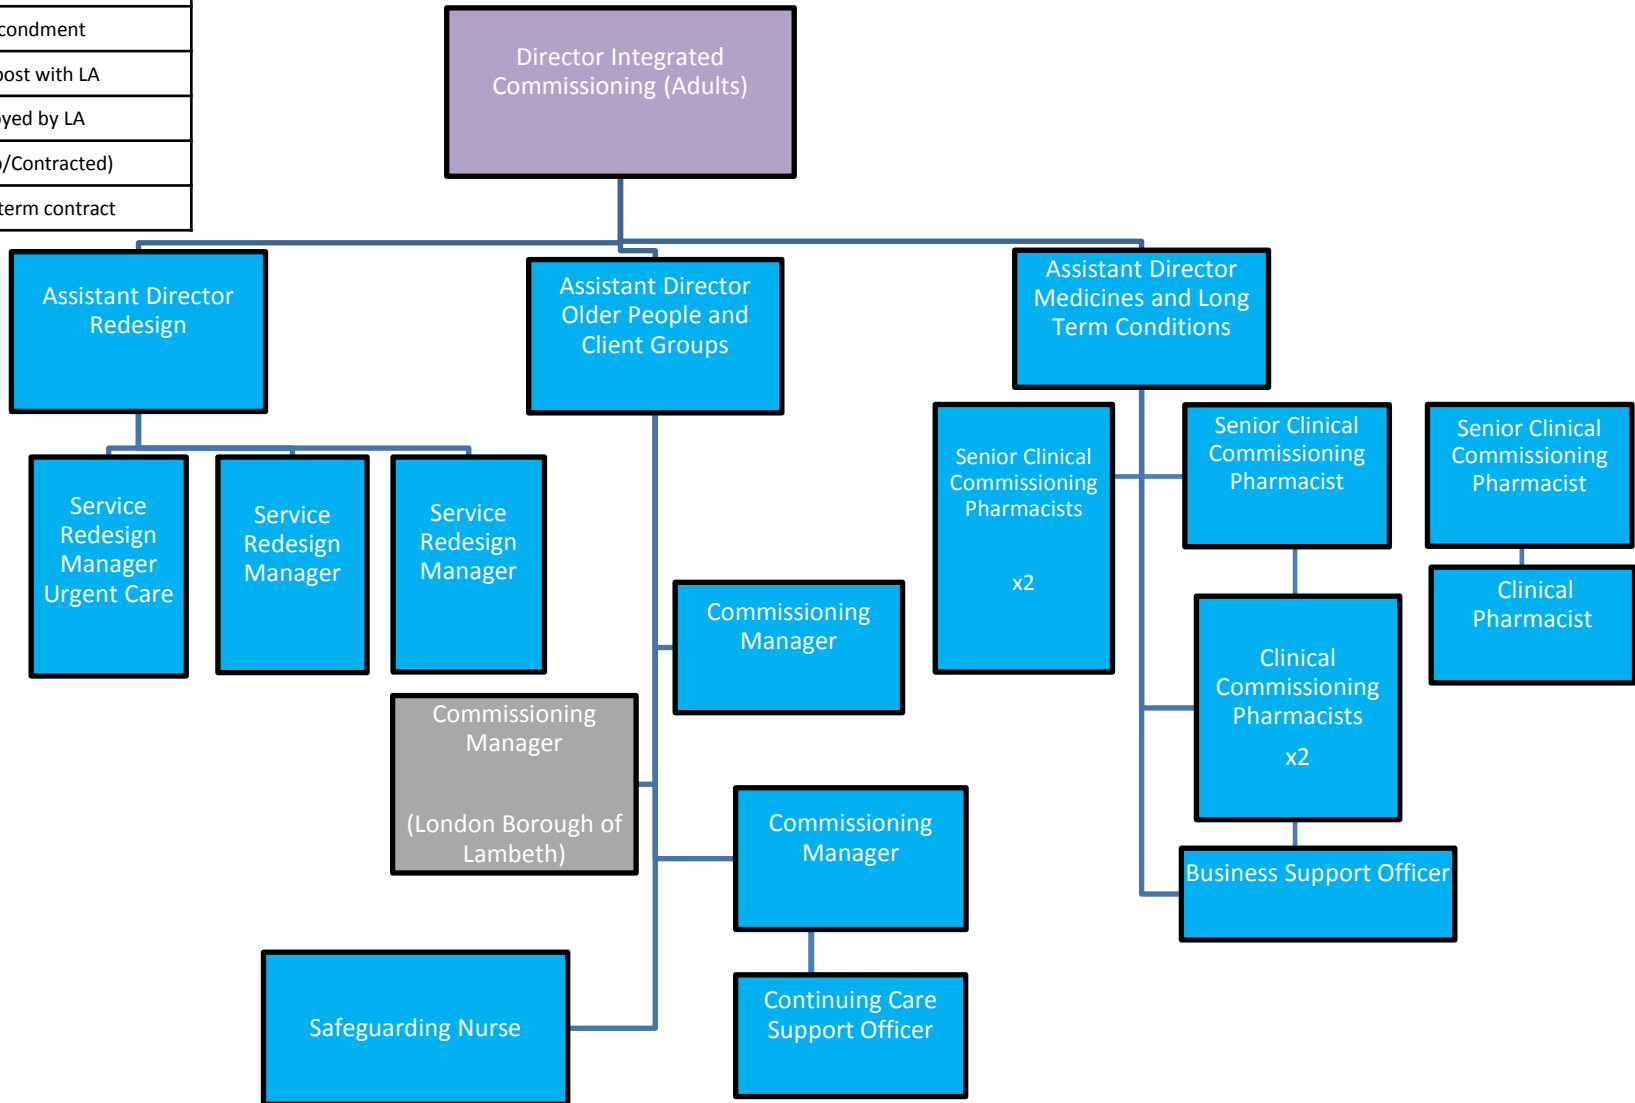 condment
post with LA
yed by LA
/Contracted)
term contract
Director Integrated
Commissioning (Adults)
Assistant Director
Redesign
Assistant Director
Older People and
Client Groups
Assistant Director
Medicines and Long
Term Conditions
Service
Redesign
Manager
Urgent Care
Service
Redesign
Manager
Service
Redesign
Manager
Senior Clinical
Commissioning
Pharmacists
x2
Senior Clinical
Commissioning
Pharmacist
Senior Clinical
Commissioning
Pharmacist
Clinical
Pharmacist
Commissioning
Manager
Clinical
Commissioning
Pharmacists
x2
Commissioning
Manager
(London Borough of
Lambeth)
Commissioning
Manager
Business Support Officer
Safeguarding Nurse
Continuing Care
Support Officer